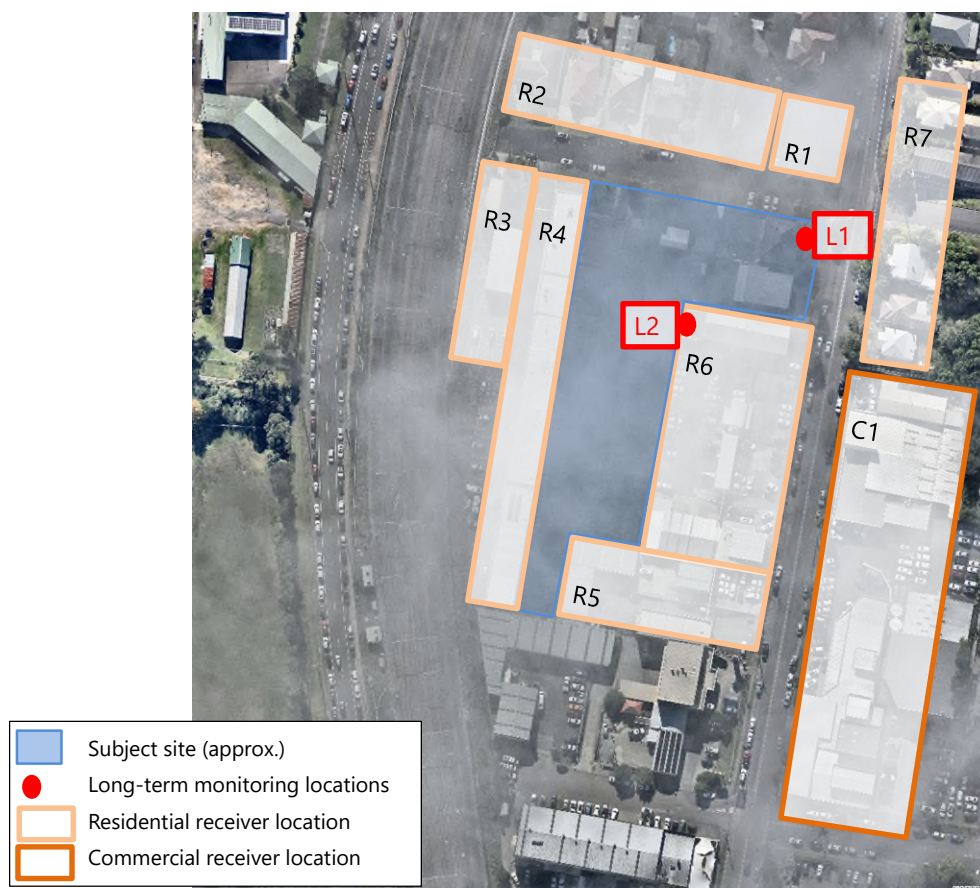 R2
R1
R7
R3
R4
L1
L2
R6
C1
R5
Subject site (approx.)
Long-term monitoring locations
Residential receiver location
Commercial receiver location